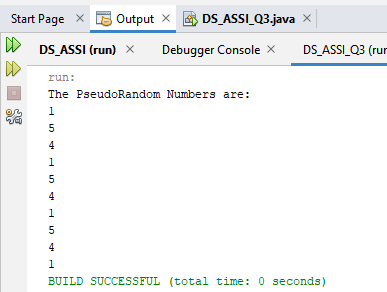 Start Page Output DS_ASSI_Q3.java
DS_ASSI (run) Debugger Console DS_ASSI_Q3 (run
run:
The PseudoRandom Numbers are:
1
5
4
1
5
4
1
5
4
1
BUILD SUCCESSFUL (total time: 0 seconds)